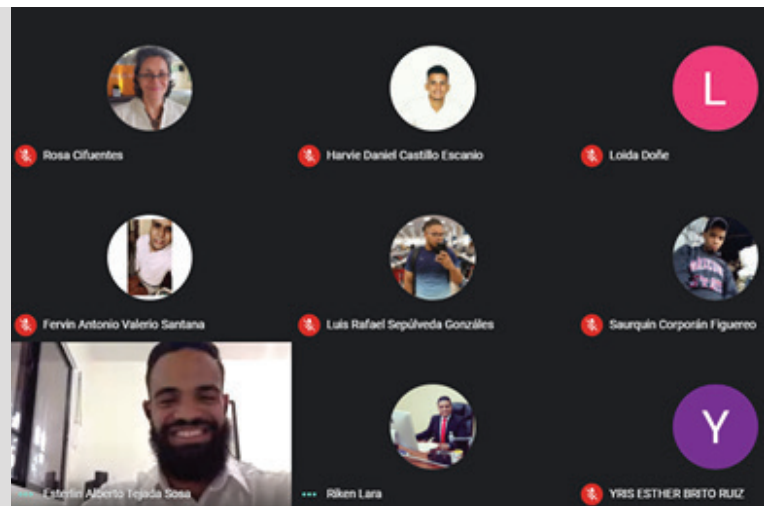 Rosa Cifuentes
Harvie Daniel Castillo Escanio
L
Loida Doñe
Fervin Antonio Valerio Santana
Luis Rafael Sepúlveda Gonzáles
Saurquin Corporán Figuereo
Esterlin Alberto Tejada Sosa
Riken Lara
Y
YRIS ESTHER BRITO RUIZ